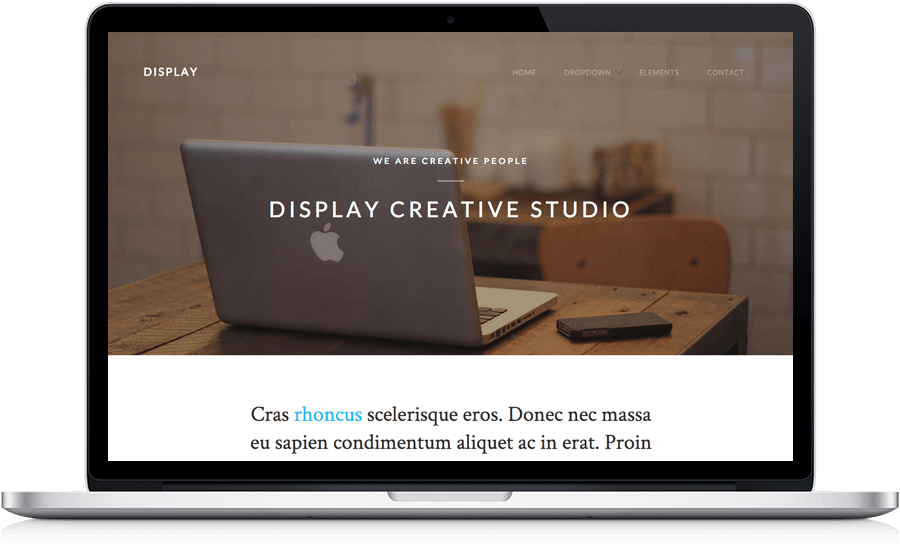 DISPLAY
HOME DROPDOWN ELEMENTS CONTACT
WE ARE CREATIVE PEOPLE
DISPLAY CREATIVE STUDIO
Cras rhoncus scelerisque eros. Donec nec massa
eu sapien condimentum aliquet ac in erat. Proin